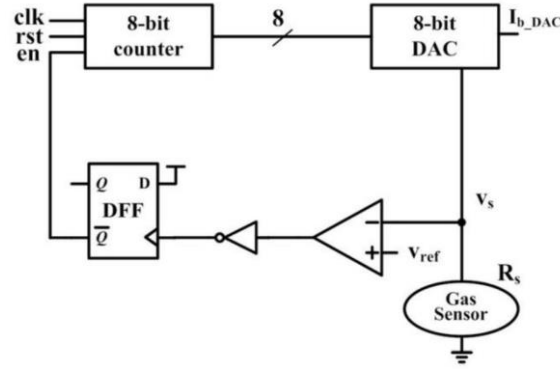 clk
rst
en
8-bit
counter
8
8-bit
DAC
I_b_DAC
Q
D
DFF
Q̅
−
+
v_ref
v_s
R_s
Gas
Sensor